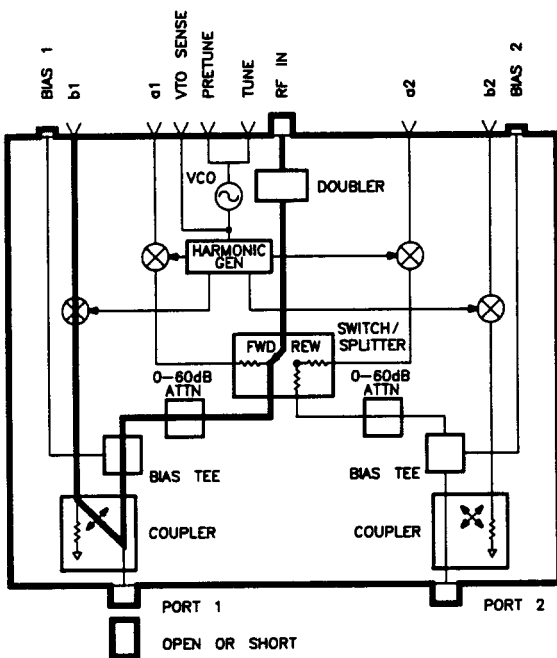 BIAS 1
b1
a1
VTO SENSE
PRETUNE
TUNE
RF IN
a2
b2
BIAS 2
VCO
DOUBLER
HARMONIC
GEN
SWITCH/
SPLITTER
FWD REW
0-60dB
ATTN
0-60dB
ATTN
BIAS TEE
BIAS TEE
COUPLER
COUPLER
PORT 1
PORT 2
OPEN OR SHORT